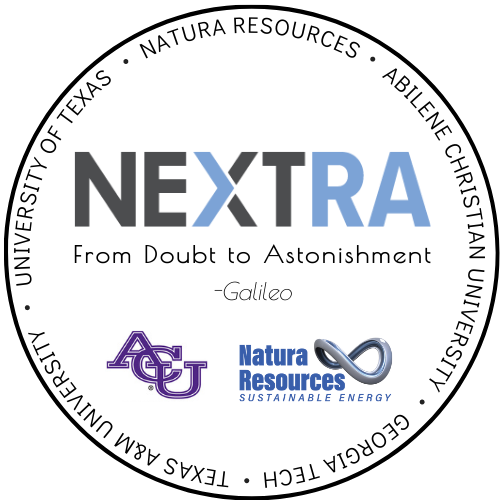 NATURA RESOURCES • ABILENE CHRISTIAN UNIVERSITY • GEORGIA TECH • TEXAS A&M UNIVERSITY • UNIVERSITY OF TEXAS •
NEXTRA
From Doubt to Astonishment
-Galileo
ACU®
Natura
Resources
SUSTAINABLE ENERGY